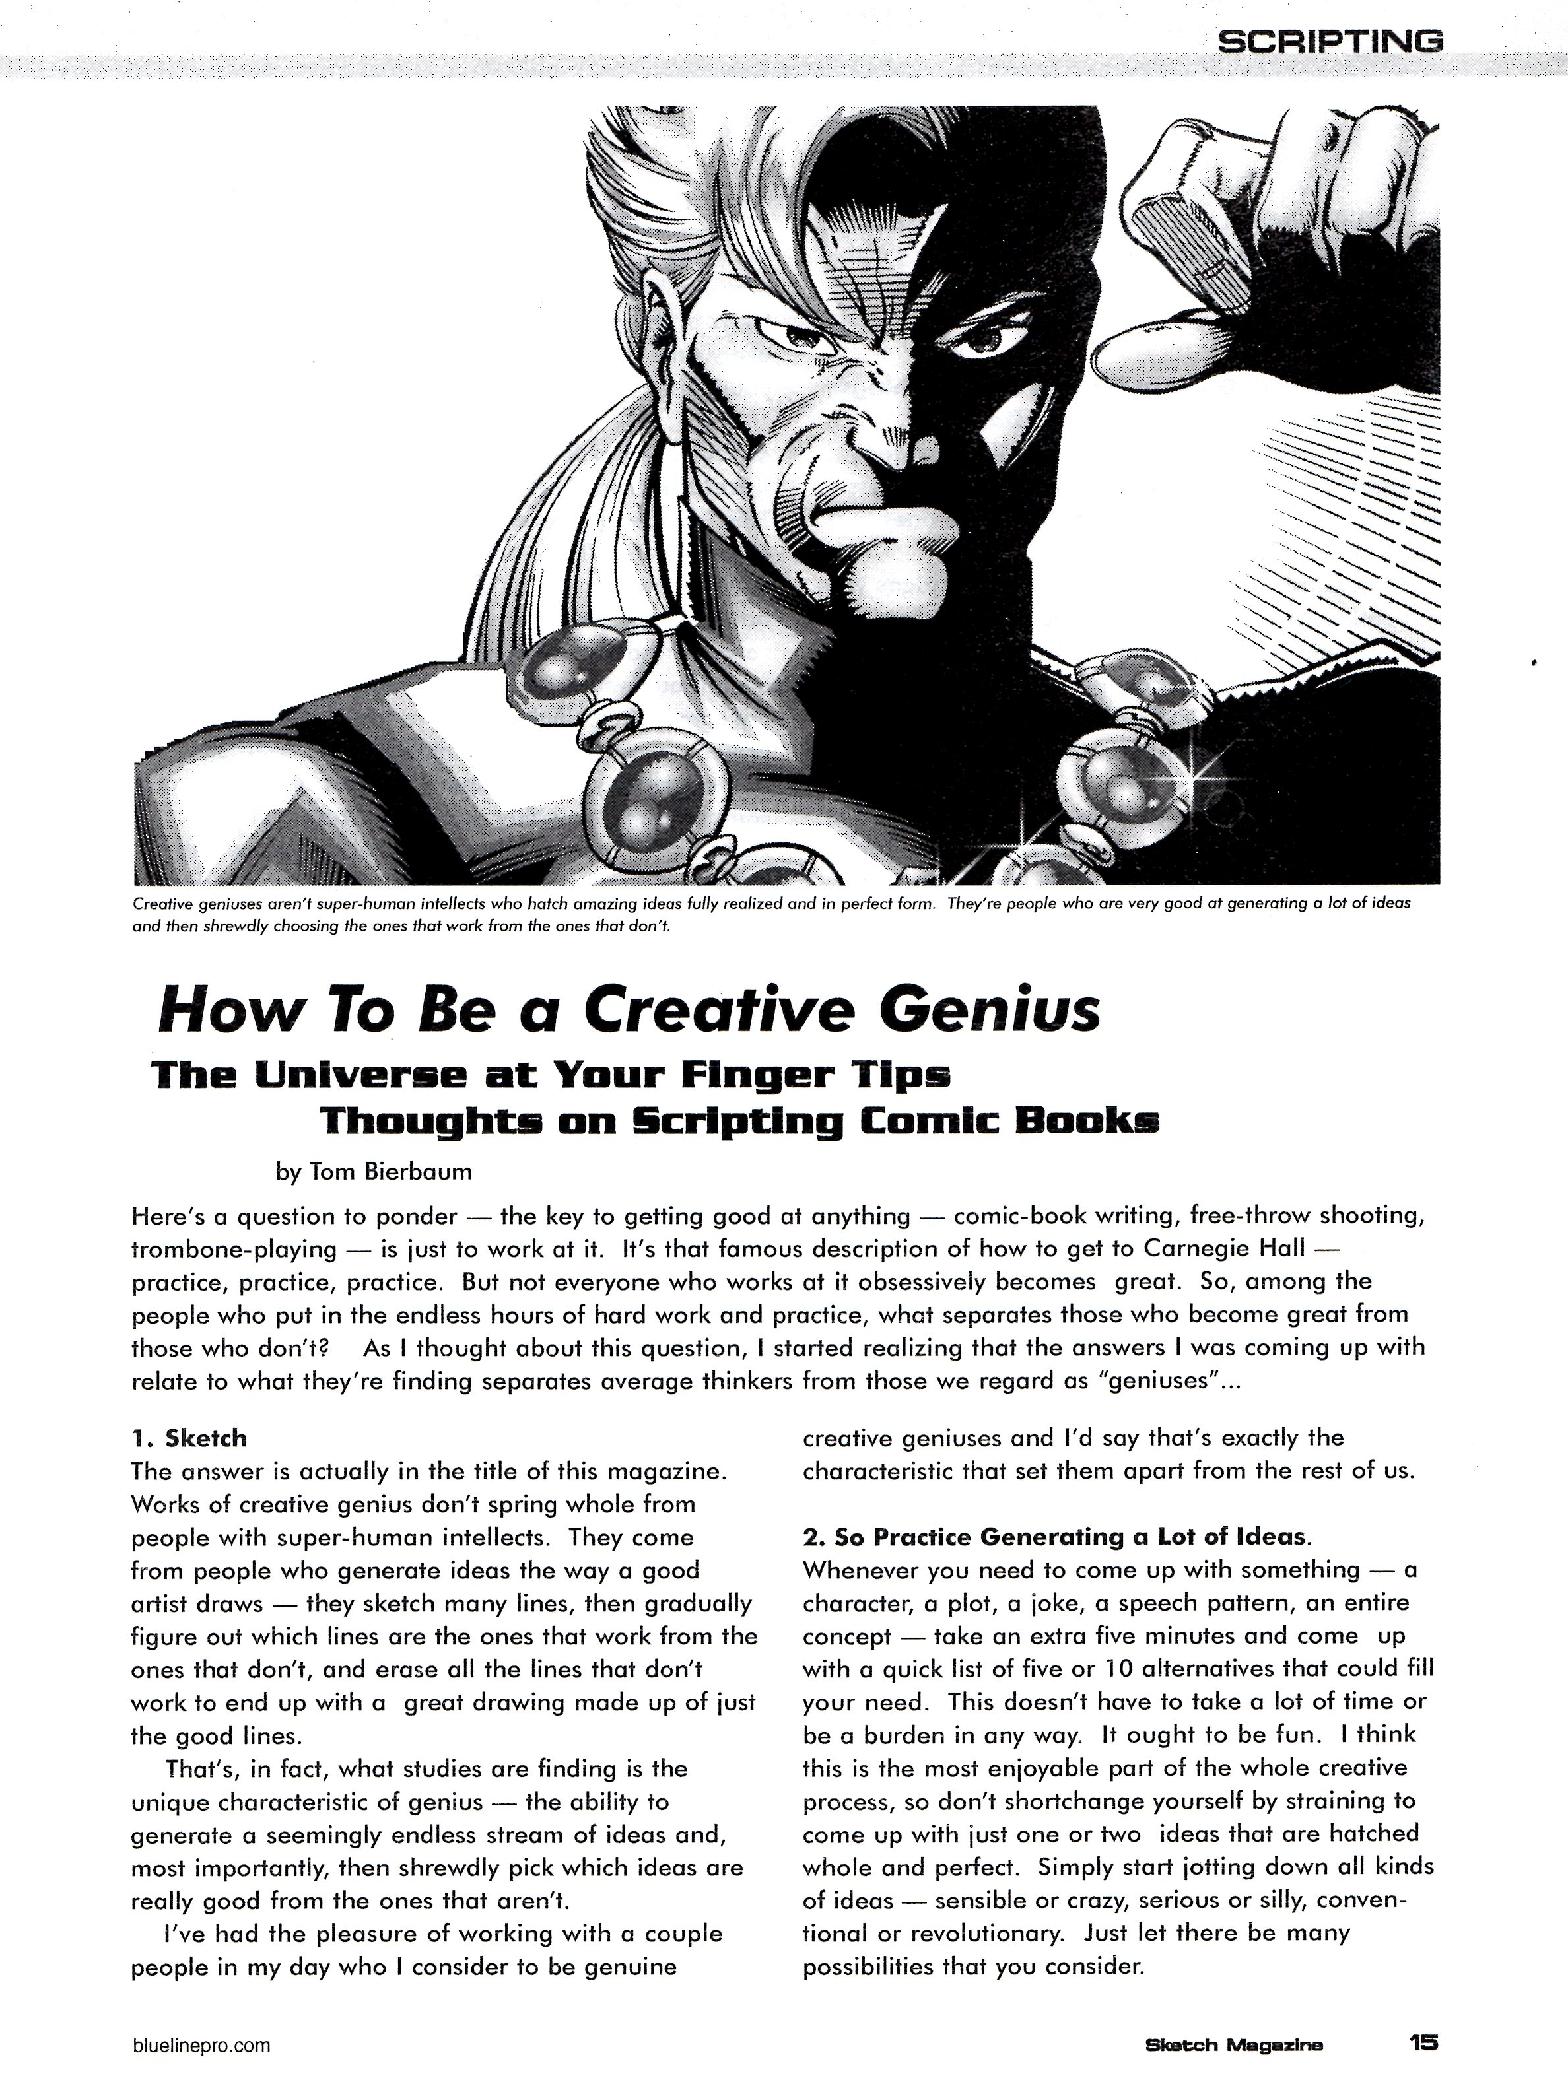 SCRIPTING
Creative geniuses aren't super-human intellects who hatch amazing ideas fully realized and in perfect form.  They're people who are very good at generating a lot of ideas
and then shrewdly choosing the ones that work from the ones that don't.
How To Be a Creative Genius
The Universe at Your Finger Tips
Thoughts on Scripting Comic Books
by Tom Bierbaum
Here's a question to ponder — the key to getting good at anything — comic-book writing, free-throw shooting,
trombone-playing — is just to work at it.  It's that famous description of how to get to Carnegie Hall —
practice, practice, practice.  But not everyone who works at it obsessively becomes  great.  So, among the
people who put in the endless hours of hard work and practice, what separates those who become great from
those who don't?   As I thought about this question, I started realizing that the answers I was coming up with
relate to what they're finding separates average thinkers from those we regard as "geniuses"...
1. Sketch
The answer is actually in the title of this magazine.
Works of creative genius don't spring whole from
people with super-human intellects.  They come
from people who generate ideas the way a good
artist draws — they sketch many lines, then gradually
figure out which lines are the ones that work from the
ones that don't, and erase all the lines that don't
work to end up with a  great drawing made up of just
the good lines.
That's, in fact, what studies are finding is the
unique characteristic of genius — the ability to
generate a seemingly endless stream of ideas and,
most importantly, then shrewdly pick which ideas are
really good from the ones that aren't.
I've had the pleasure of working with a couple
people in my day who I consider to be genuine
creative geniuses and I'd say that's exactly the
characteristic that set them apart from the rest of us.
2. So Practice Generating a Lot of Ideas.
Whenever you need to come up with something — a
character, a plot, a joke, a speech pattern, an entire
concept — take an extra five minutes and come  up
with a quick list of five or 10 alternatives that could fill
your need.  This doesn't have to take a lot of time or
be a burden in any way.  It ought to be fun.  I think
this is the most enjoyable part of the whole creative
process, so don't shortchange yourself by straining to
come up with just one or two  ideas that are hatched
whole and perfect.  Simply start jotting down all kinds
of ideas — sensible or crazy, serious or silly, conven-
tional or revolutionary.  Just let there be many
possibilities that you consider.
bluelinepro.com
Sketch Magazine
15